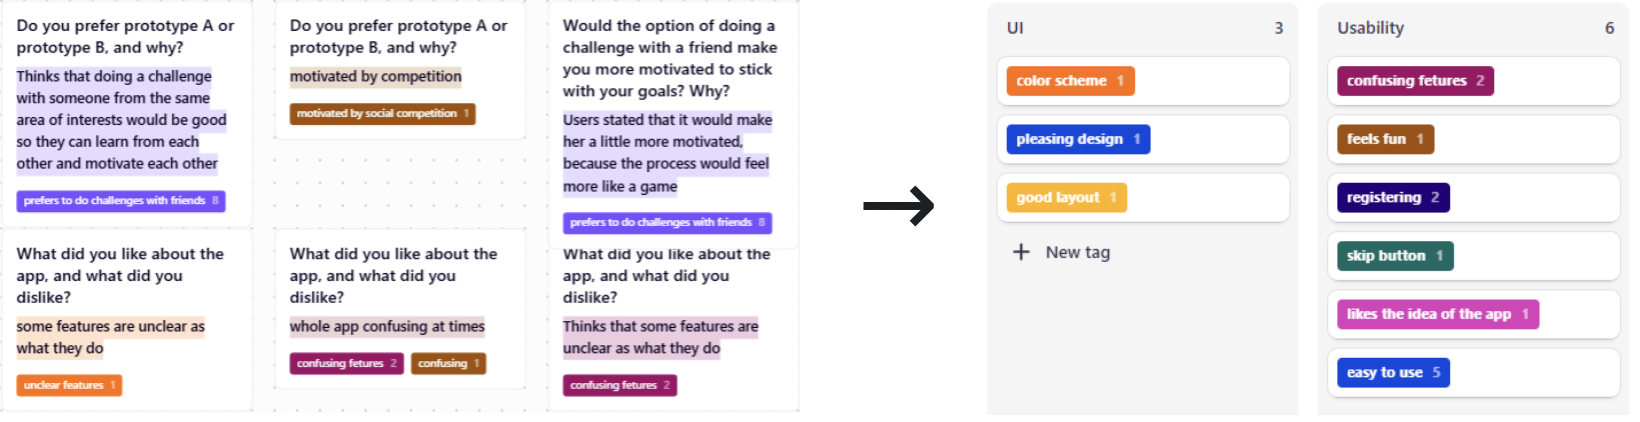 Do you prefer prototype A or
prototype B, and why?
Thinks that doing a challenge
with someone from the same
area of interests would be good
so they can learn from each
other and motivate each other
prefers to do challenges with friends 8
Do you prefer prototype A or
prototype B, and why?
motivated by competition
motivated by social competition 1
Would the option of doing a
challenge with a friend make
you more motivated to stick
with your goals? Why?
Users stated that it would make
her a little more motivated,
because the process would feel
more like a game
prefers to do challenges with friends 8
What did you like about the
app, and what did you
dislike?
some features are unclear as
what they do
unclear features 1
What did you like about the
app, and what did you
dislike?
whole app confusing at times
confusing fetures 2 confusing 1
What did you like about the
app, and what did you
dislike?
Thinks that some features are
unclear as what they do
confusing fetures 2
UI 3
color scheme 1
pleasing design 1
good layout 1
+ New tag
Usability 6
confusing fetures 2
feels fun 1
registering 2
skip button 1
likes the idea of the app 1
easy to use 5